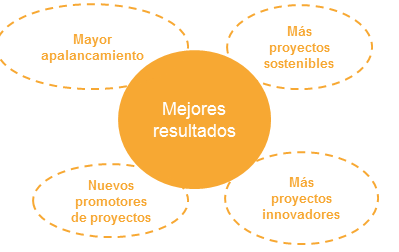 Mayor
apalancamiento
Más
proyectos
sostenibles
Mejores
resultados
Nuevos
promotores
de proyectos
Más
proyectos
innovadores